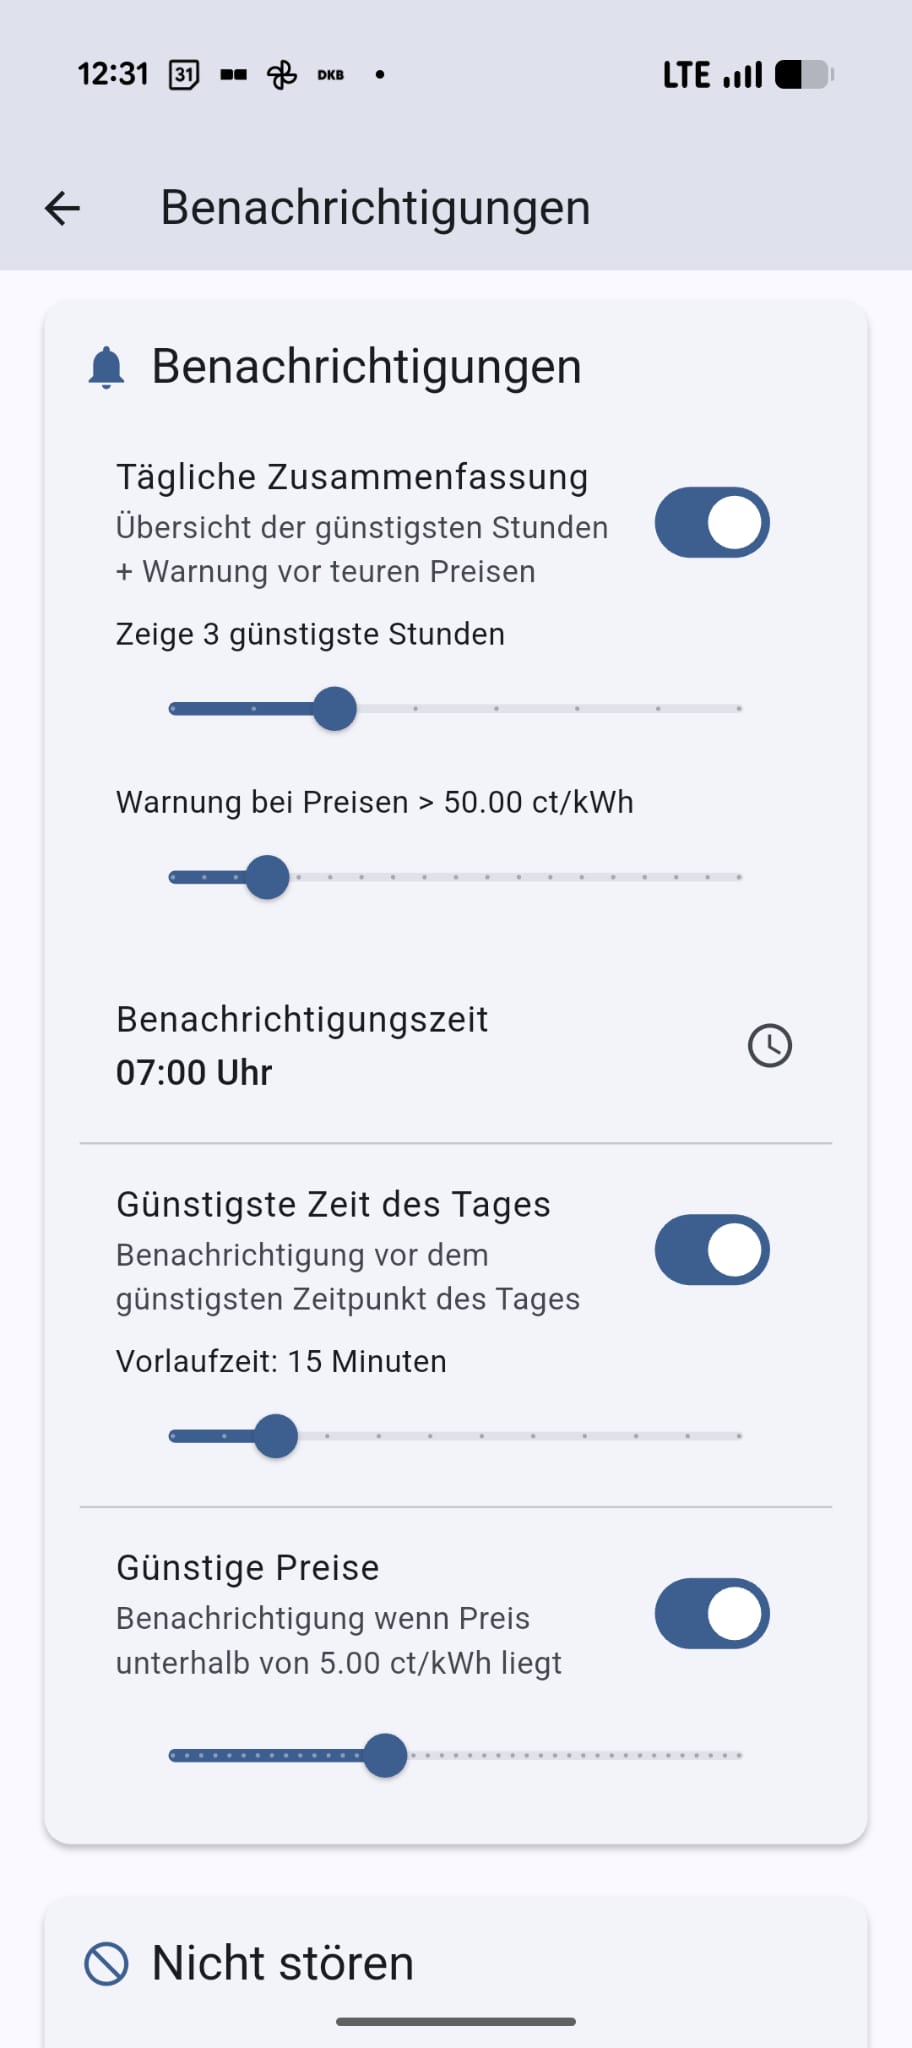 12:31 31 DKB LTE
Benachrichtigungen
Benachrichtigungen
Tägliche Zusammenfassung
Übersicht der günstigsten Stunden
+ Warnung vor teuren Preisen
Zeige 3 günstigste Stunden
Warnung bei Preisen > 50.00 ct/kWh
Benachrichtigungszeit
07:00 Uhr
Günstigste Zeit des Tages
Benachrichtigung vor dem
günstigsten Zeitpunkt des Tages
Vorlaufzeit: 15 Minuten
Günstige Preise
Benachrichtigung wenn Preis
unterhalb von 5.00 ct/kWh liegt
Nicht stören